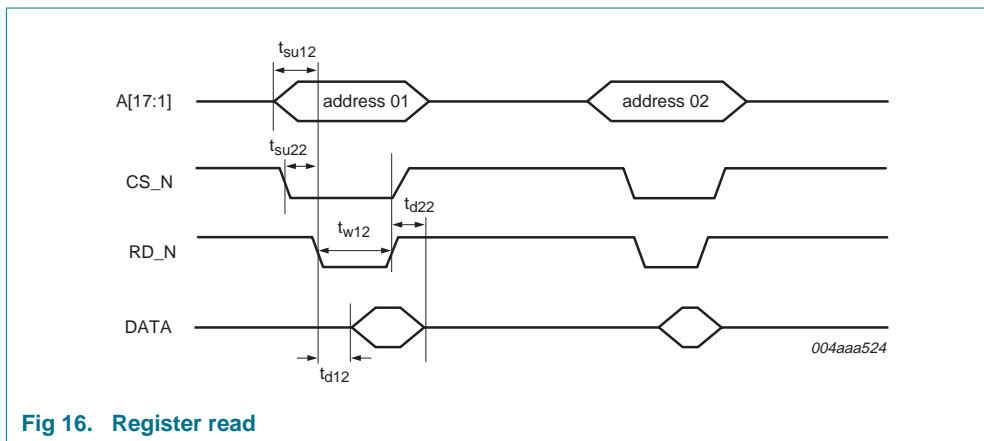 tsu12
A[17:1]
address 01
address 02
tsu22
CS_N
td22
tw12
RD_N
DATA
004aaa524
td12
Fig 16. Register read